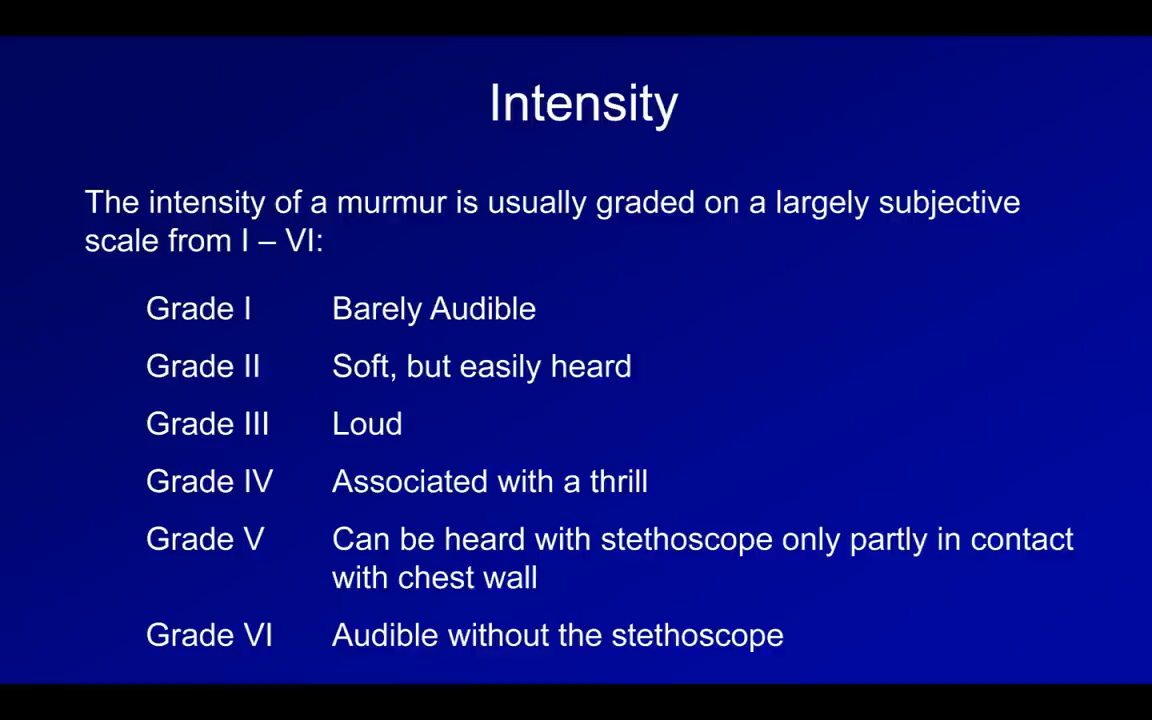 Intensity
The intensity of a murmur is usually graded on a largely subjective
scale from I – VI:
Grade I Barely Audible
Grade II Soft, but easily heard
Grade III Loud
Grade IV Associated with a thrill
Grade V Can be heard with stethoscope only partly in contact
with chest wall
Grade VI Audible without the stethoscope